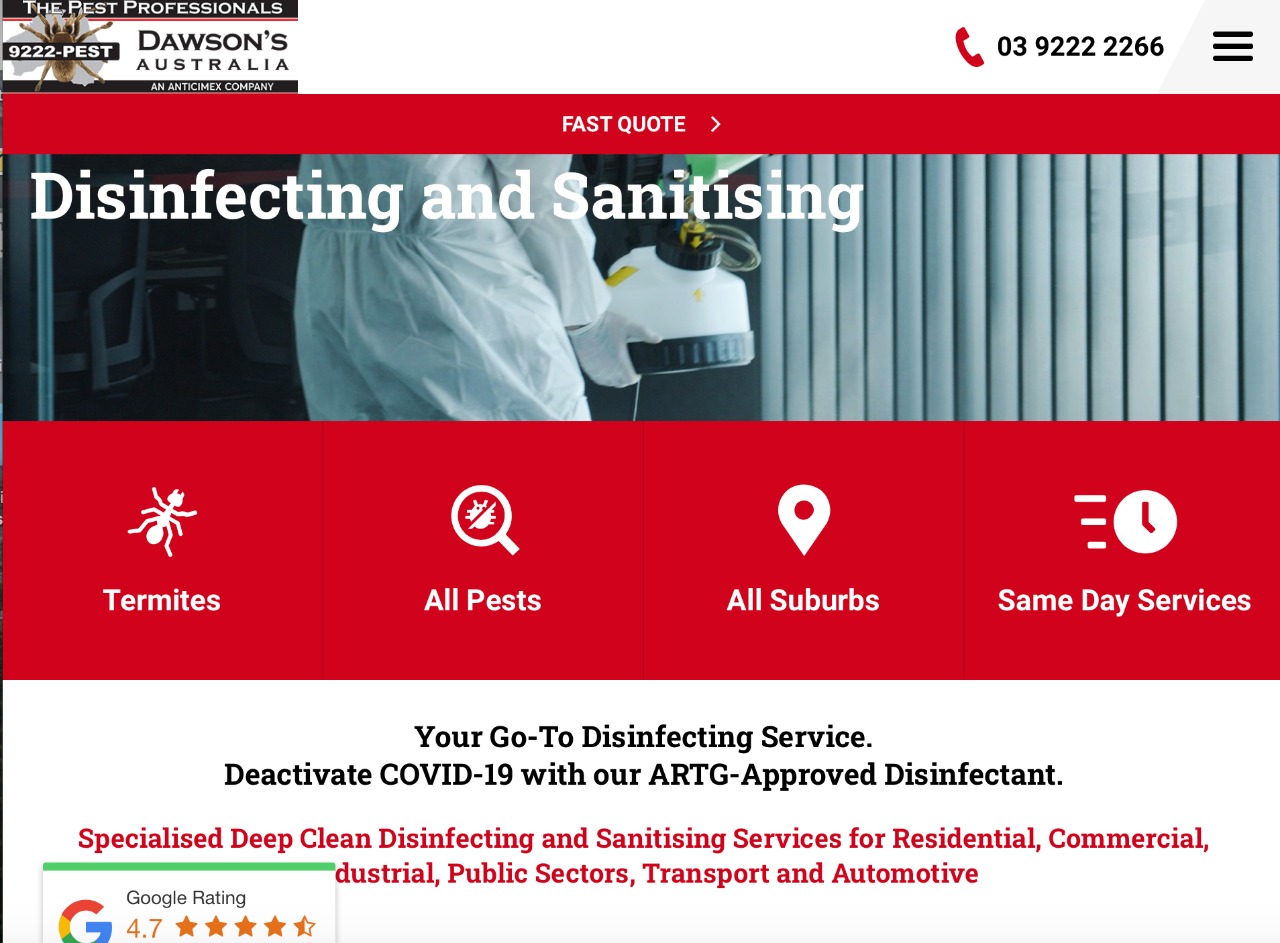 THE PEST PROFESSIONALS
9222-PEST
DAWSON'S
AUSTRALIA
AN ANTICIMEX COMPANY
03 9222 2266
FAST QUOTE
Disinfecting and Sanitising
Termites
All Pests
All Suburbs
Same Day Services
Your Go-To Disinfecting Service.
Deactivate COVID-19 with our ARTG-Approved Disinfectant.
Specialised Deep Clean Disinfecting and Sanitising Services for Residential, Commercial,
dustrial, Public Sectors, Transport and Automotive
Google Rating
4.7